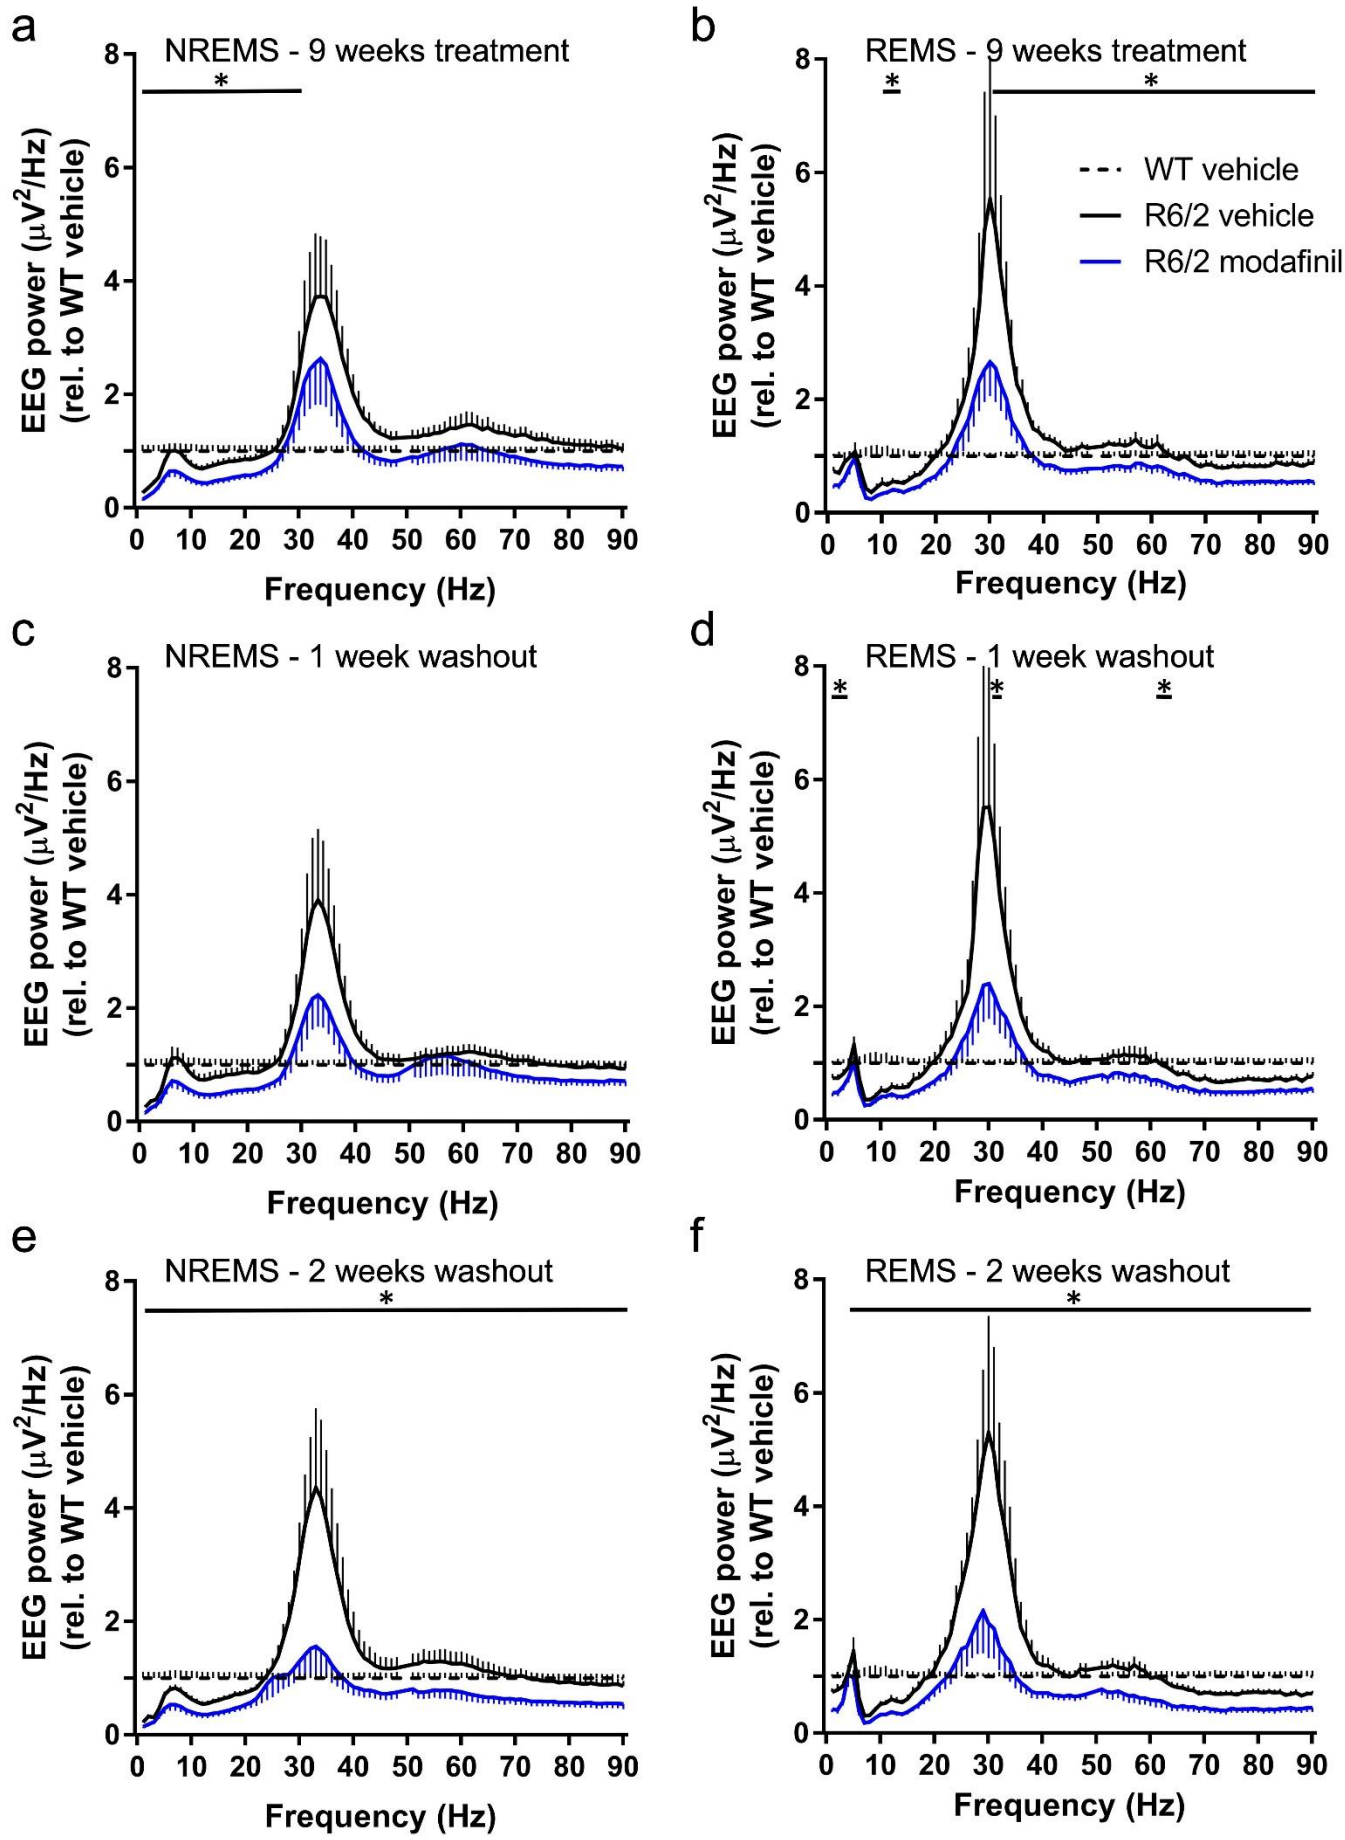 a
NREMS - 9 weeks treatment
*
8
6
4
2
0
EEG power (μV²/Hz)
(rel. to WT vehicle)
0 10 20 30 40 50 60 70 80 90
Frequency (Hz)
b
REMS - 9 weeks treatment
* *
8
6
4
2
0
EEG power (μV²/Hz)
(rel. to WT vehicle)
WT vehicle
R6/2 vehicle
R6/2 modafinil
0 10 20 30 40 50 60 70 80 90
Frequency (Hz)
c
NREMS - 1 week washout
8
6
4
2
0
EEG power (μV²/Hz)
(rel. to WT vehicle)
0 10 20 30 40 50 60 70 80 90
Frequency (Hz)
d
REMS - 1 week washout
* * *
8
6
4
2
0
EEG power (μV²/Hz)
(rel. to WT vehicle)
0 10 20 30 40 50 60 70 80 90
Frequency (Hz)
e
NREMS - 2 weeks washout
*
8
6
4
2
0
EEG power (μV²/Hz)
(rel. to WT vehicle)
0 10 20 30 40 50 60 70 80 90
Frequency (Hz)
f
REMS - 2 weeks washout
*
8
6
4
2
0
EEG power (μV²/Hz)
(rel. to WT vehicle)
0 10 20 30 40 50 60 70 80 90
Frequency (Hz)